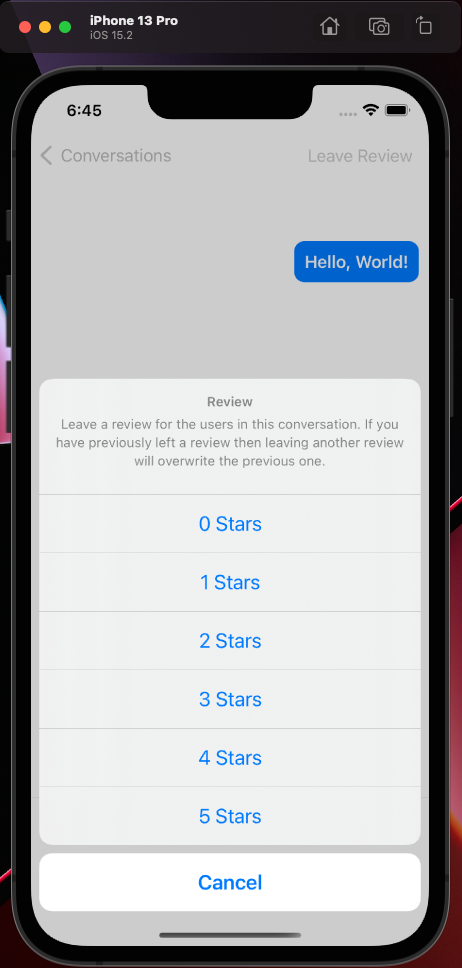 iPhone 13 Pro
iOS 15.2
6:45
Conversations Leave Review
Hello, World!
Review
Leave a review for the users in this conversation. If you
have previously left a review then leaving another review
will overwrite the previous one.
0 Stars
1 Stars
2 Stars
3 Stars
4 Stars
5 Stars
Cancel